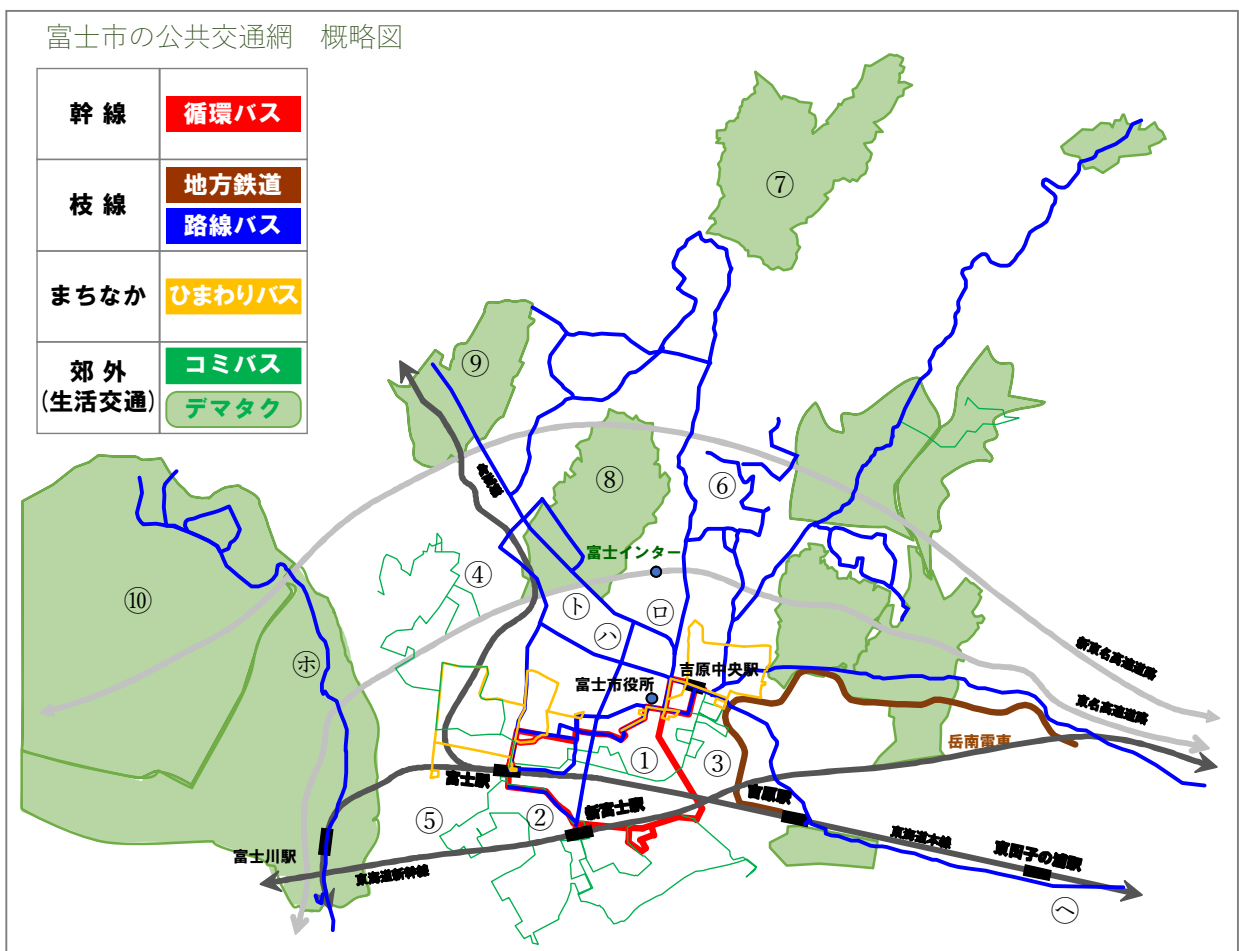 富士市の公共交通網　概略図
幹 線
循環バス
枝 線
地方鉄道
路線バス
まちなか
ひまわりバス
郊 外
(生活交通)
コミバス
デマタク
⑦
⑨
⑧
⑥
富士インター
④
⑩
㋣
㋺
㋩
㋭
新東名高速道路
吉原中央駅
富士市役所
東名高速道路
岳南電車
①
③
富士駅
新富士駅
吉原駅
⑤
②
東海道本線
富士川駅
東海道新幹線
東田子の浦駅
㋬